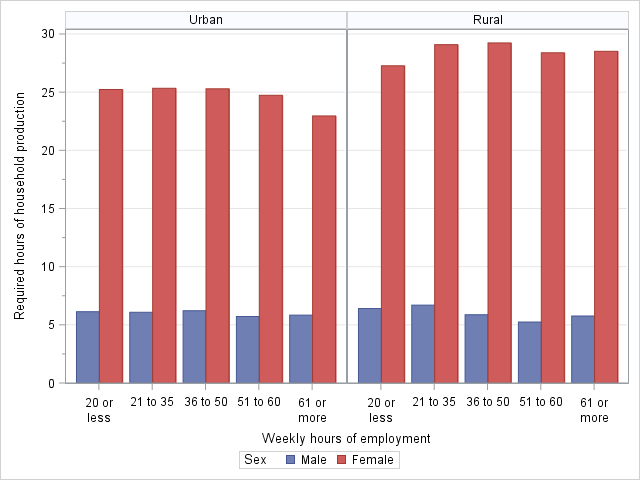 Urban
Rural
Required hours of household production
30
25
20
15
10
5
0
20 or less
21 to 35
36 to 50
51 to 60
61 or more
20 or less
21 to 35
36 to 50
51 to 60
61 or more
Weekly hours of employment
Sex Male Female